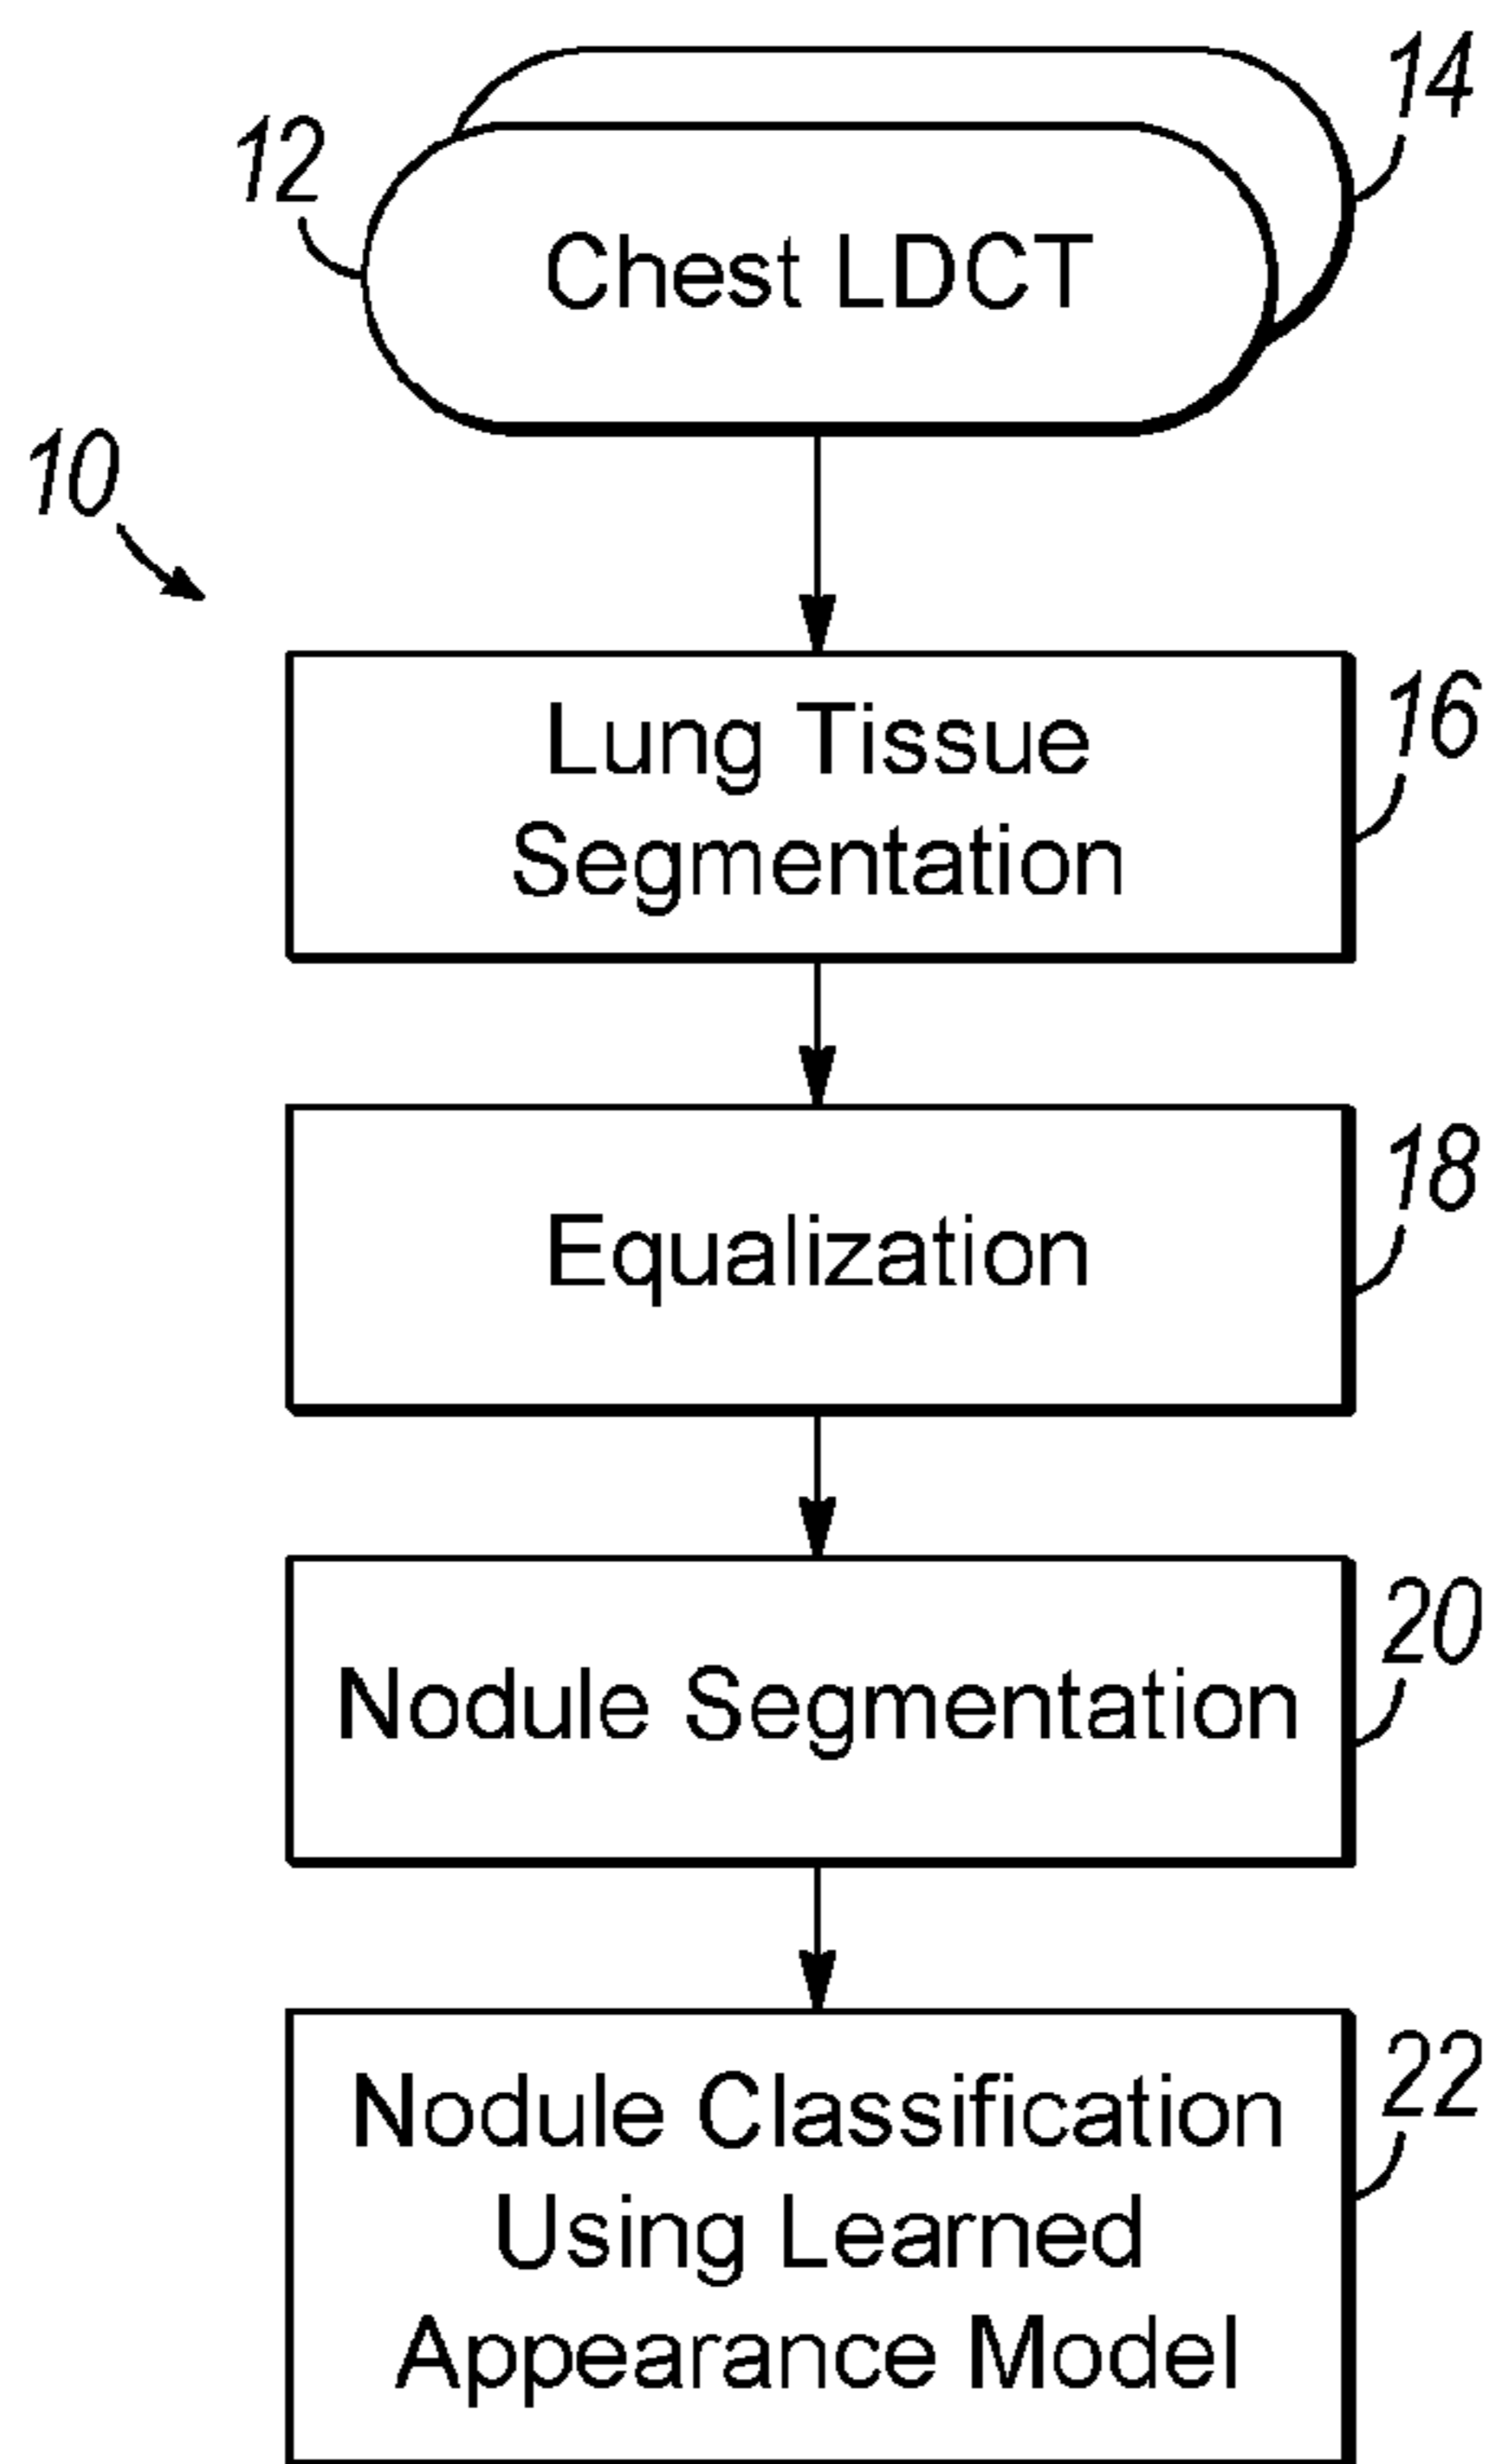 14
12
Chest LDCT
10
Lung Tissue
Segmentation
16
Equalization
18
Nodule Segmentation
20
Nodule Classification
Using Learned
Appearance Model
22